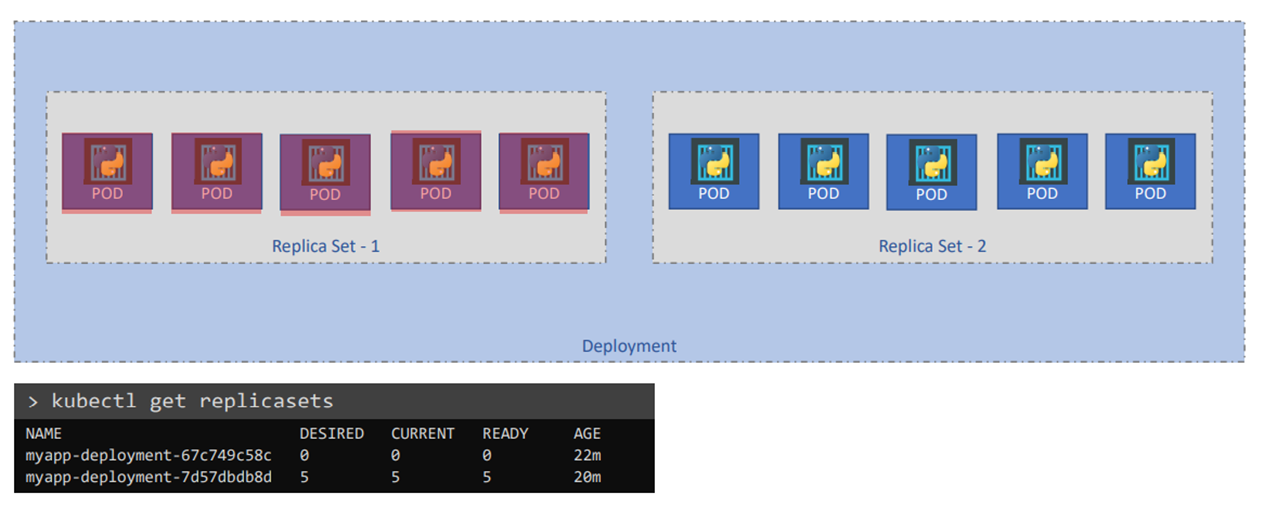 POD POD POD POD POD
Replica Set - 1
POD POD POD POD POD
Replica Set - 2
Deployment
> kubectl get replicasets
NAME DESIRED CURRENT READY AGE
myapp-deployment-67c749c58c 0 0 0 22m
myapp-deployment-7d57dbdb8d 5 5 5 20m